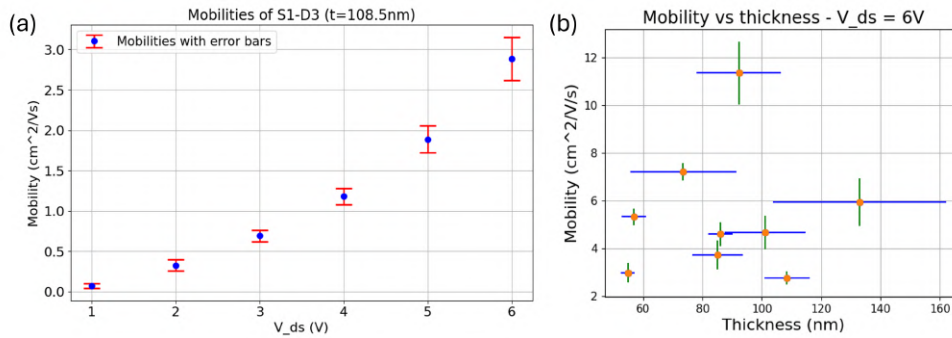 (a)
Mobilities of S1-D3 (t=108.5nm)
Mobilities with error bars
Mobility (cm^2/Vs)
3.0
2.5
2.0
1.5
1.0
0.5
0.0
1 2 3 4 5 6
V_ds (V)
(b)
Mobility vs thickness - V_ds = 6V
Mobility (cm^2/V/s)
12
10
8
6
4
2
60 80 100 120 140 160
Thickness (nm)